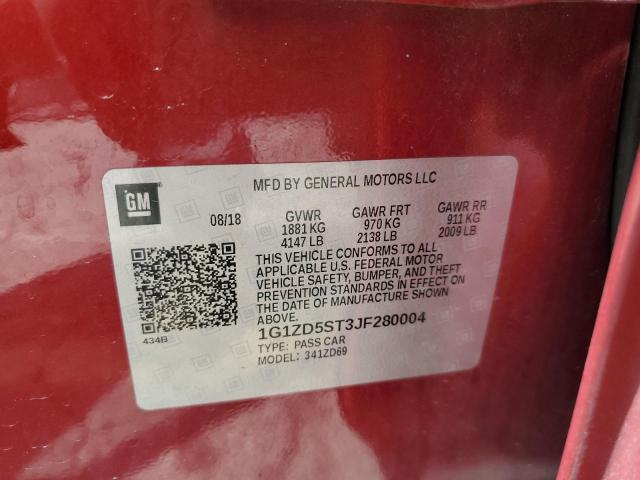 GM
MFD BY GENERAL MOTORS LLC
08/18 GVWR GAWR FRT GAWR RR
1881 KG 970 KG 911 KG
4147 LB 2138 LB 2009 LB
THIS VEHICLE CONFORMS TO ALL
APPLICABLE U.S. FEDERAL MOTOR
VEHICLE SAFETY, BUMPER, AND THEFT
PREVENTION STANDARDS IN EFFECT ON
THE DATE OF MANUFACTURE SHOWN
ABOVE.
1G1ZD5ST3JF280004
434B
TYPE: PASS CAR
MODEL: 341ZD69